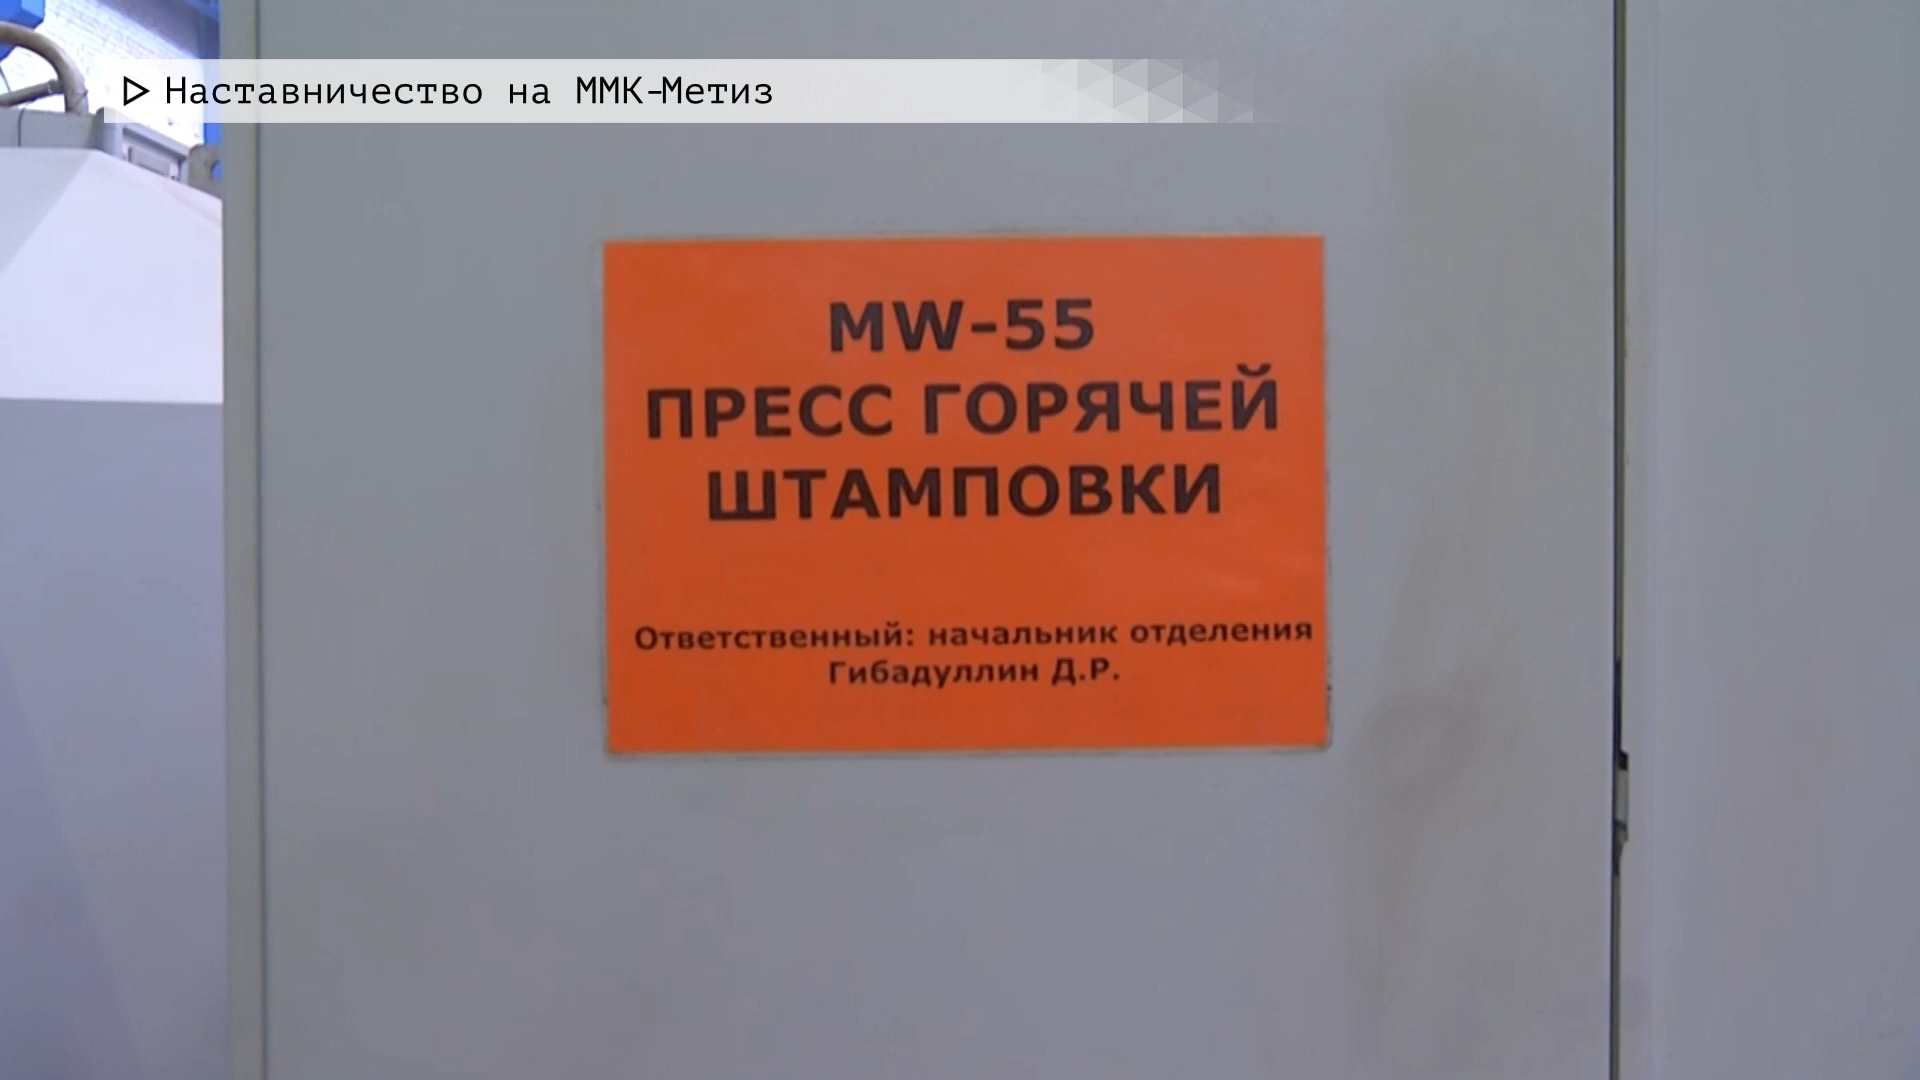 Наставничество на ММК-Метиз
MW-55
ПРЕСС ГОРЯЧЕЙ
ШТАМПОВКИ
Ответственный: начальник отделения
Гибадуллин Д.Р.